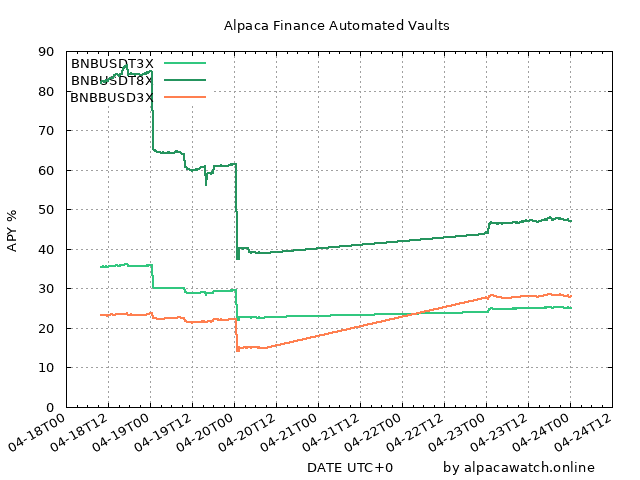 Alpaca Finance Automated Vaults
BNBUSDT3X
BNBUSDT8X
BNBBUSD3X
90
80
70
60
50
40
30
20
10
0
APY %
04-18T00
04-18T12
04-19T00
04-19T12
04-20T00
04-20T12
04-21T00
04-21T12
04-22T00
04-22T12
04-23T00
04-23T12
04-24T00
04-24T12
DATE UTC+0
by alpacawatch.online